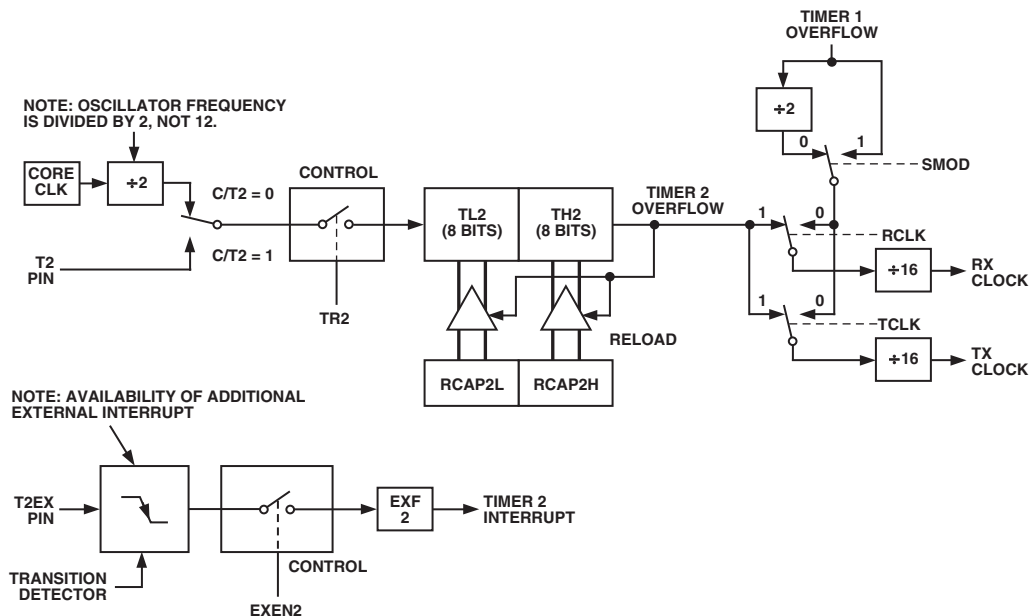 TIMER 1
OVERFLOW
÷2
0
1
SMOD
NOTE: OSCILLATOR FREQUENCY
IS DIVIDED BY 2, NOT 12.
CORE
CLK
÷2
C/T2 = 0
C/T2 = 1
T2
PIN
CONTROL
TR2
TL2
(8 BITS)
TH2
(8 BITS)
TIMER 2
OVERFLOW
RELOAD
RCAP2L
RCAP2H
1
0
RCLK
÷16
RX
CLOCK
1
0
TCLK
÷16
TX
CLOCK
NOTE: AVAILABILITY OF ADDITIONAL
EXTERNAL INTERRUPT
T2EX
PIN
TRANSITION
DETECTOR
CONTROL
EXEN2
EXF
2
TIMER 2
INTERRUPT